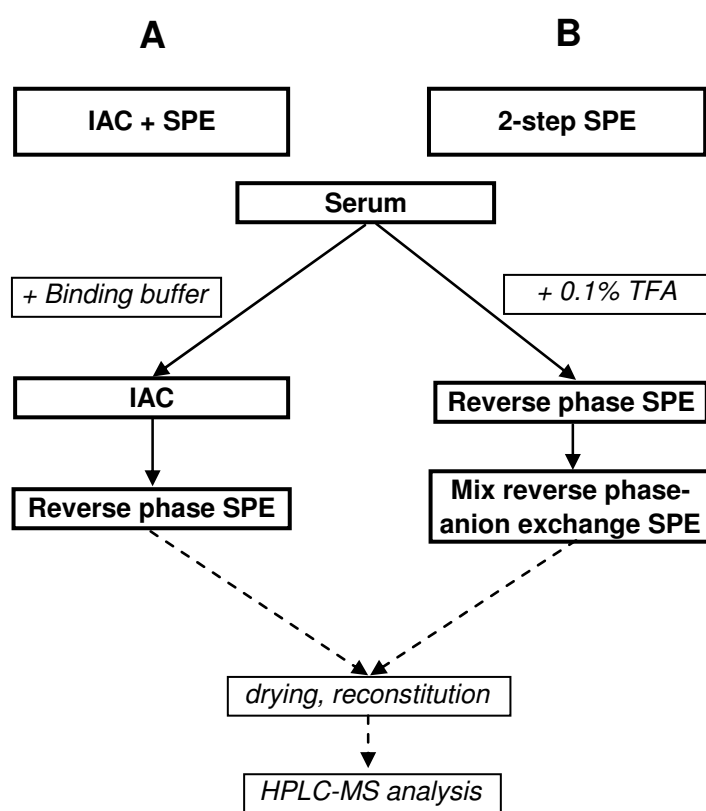 A
B
IAC + SPE
2-step SPE
Serum
+ Binding buffer
+ 0.1% TFA
IAC
Reverse phase SPE
Reverse phase SPE
Mix reverse phase-
anion exchange SPE
drying, reconstitution
HPLC-MS analysis